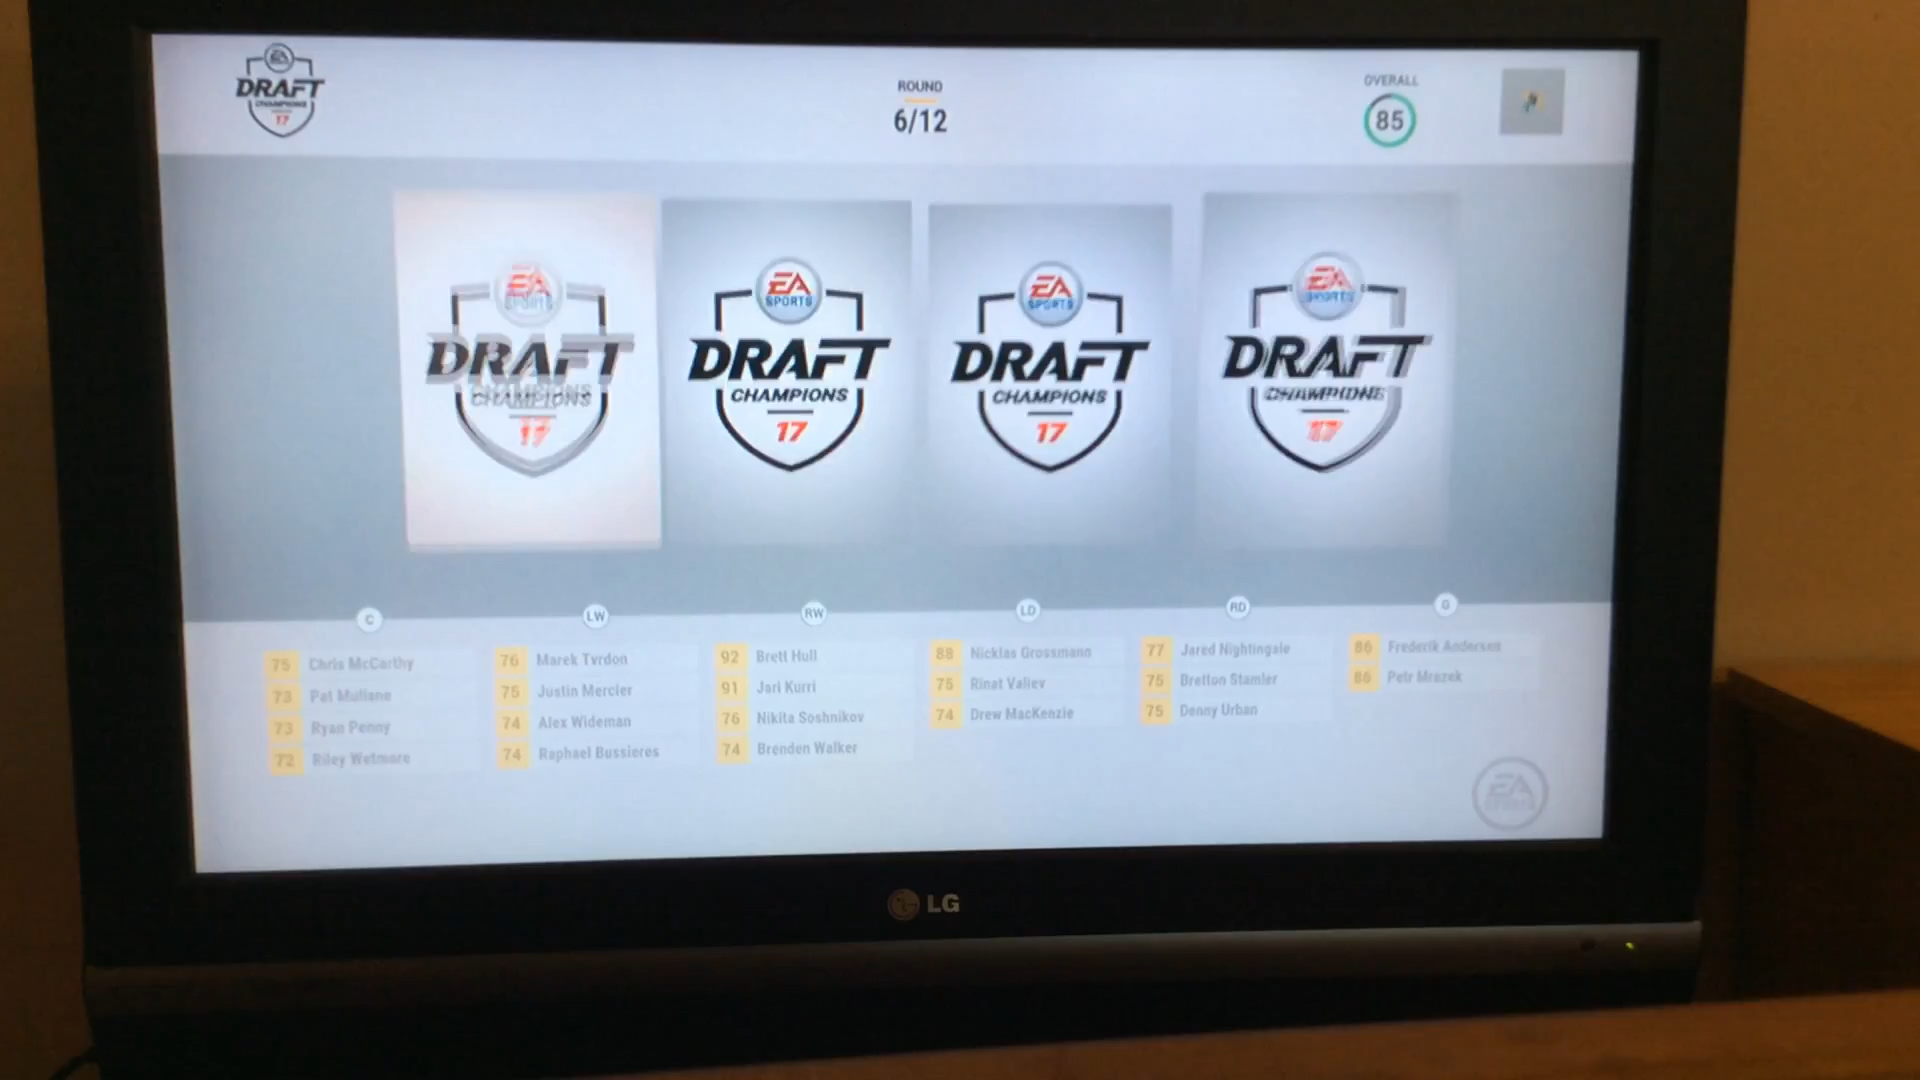 EA
DRAFT
CHAMPIONS
17
ROUND
6/12
OVERALL
85
EA
SPORTS
DRAFT
CHAMPIONS
17
EA
SPORTS
DRAFT
CHAMPIONS
17
EA
SPORTS
DRAFT
CHAMPIONS
17
EA
SPORTS
DRAFT
CHAMPIONS
17
C
75 Chris McCarthy
73 Pat Mullane
73 Ryan Penny
72 Riley Wetmore
LW
76 Marek Tvrdon
75 Justin Mercier
74 Alex Wideman
74 Raphael Bussieres
RW
92 Brett Hull
91 Jari Kurri
76 Nikita Soshnikov
74 Brenden Walker
LD
88 Nicklas Grossmann
75 Rinat Valiev
74 Drew MacKenzie
RD
77 Jared Nightingale
75 Bretton Stamler
75 Denny Urban
G
86 Frederik Andersen
86 Petr Mrazek
EA
SPORTS
LG